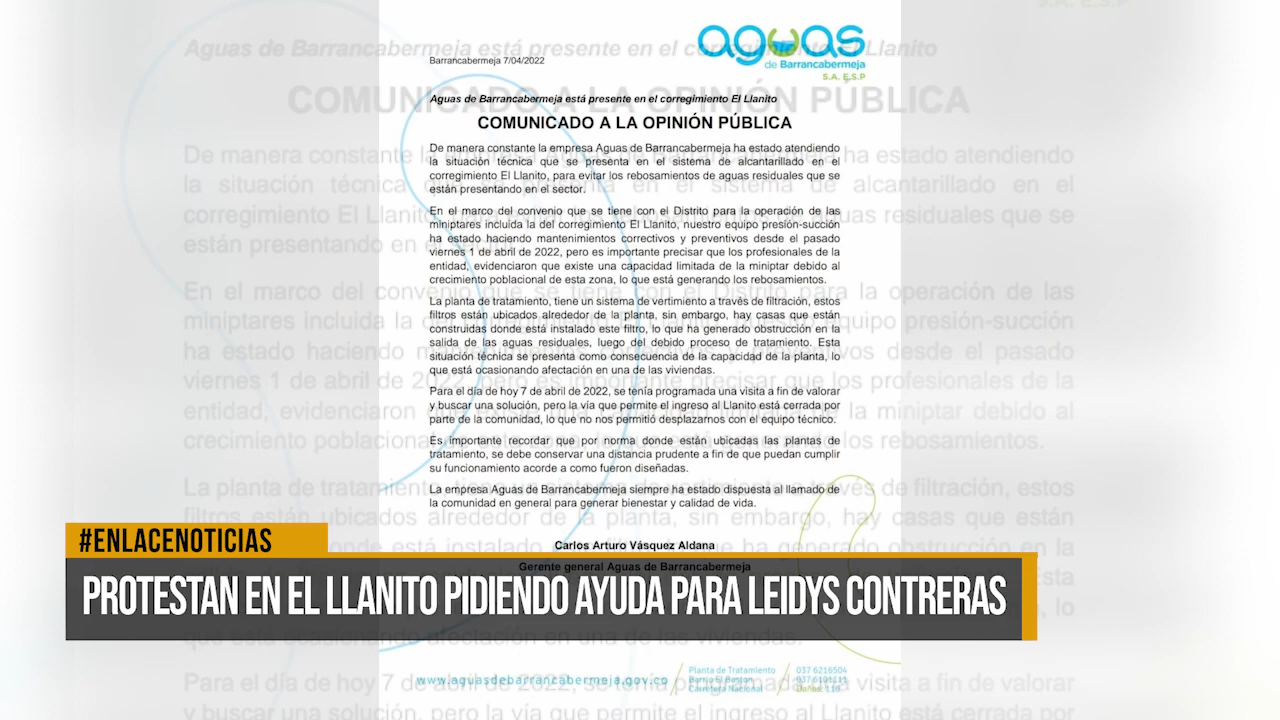 aguas
de Barrancabermeja
S.A. E.S.P
Barrancabermeja 7/04/2022
Aguas de Barrancabermeja está presente en el corregimiento El Llanito
COMUNICADO A LA OPINIÓN PÚBLICA
De manera constante la empresa Aguas de Barrancabermeja ha estado atendiendo
la situación técnica que se presenta en el sistema de alcantarillado en el
corregimiento El Llanito, para evitar los rebosamientos de aguas residuales que se
están presentando en el sector.
En el marco del convenio que se tiene con el Distrito para la operación de las
miniptares incluida la del corregimiento El Llanito, nuestro equipo presión-succión
ha estado haciendo mantenimientos correctivos y preventivos desde el pasado
viernes 1 de abril de 2022, pero es importante precisar que los profesionales de la
entidad, evidenciaron que existe una capacidad limitada de la miniptar debido al
crecimiento poblacional de esta zona, lo que está generando los rebosamientos.
La planta de tratamiento, tiene un sistema de vertimiento a través de filtración, estos
filtros están ubicados alrededor de la planta, sin embargo, hay casas que están
construidas donde está instalado este filtro, lo que ha generado obstrucción en la
salida de las aguas residuales, luego del debido proceso de tratamiento. Esta
situación técnica se presenta como consecuencia de la capacidad de la planta, lo
que está ocasionando afectación en una de las viviendas.
Para el día de hoy 7 de abril de 2022, se tenía programada una visita a fin de valorar
y buscar una solución, pero la vía que permite el ingreso al Llanito está cerrada por
parte de la comunidad, lo que no nos permitió desplazarnos con el equipo técnico.
Es importante recordar que por norma donde están ubicadas las plantas de
tratamiento, se debe conservar una distancia prudente a fin de que puedan cumplir
su funcionamiento acorde a como fueron diseñadas.
La empresa Aguas de Barrancabermeja siempre ha estado dispuesta al llamado de
la comunidad en general para generar bienestar y calidad de vida.
Carlos Arturo Vásquez Aldana
Gerente general Aguas de Barrancabermeja
#ENLACENOTICIAS
PROTESTAN EN EL LLANITO PIDIENDO AYUDA PARA LEIDYS CONTRERAS
www.aguasdebarrancabermeja.gov.co
Planta de Tratamiento
Barrio El Boston
Carretera Nacional
037 6216504
037 6101111
Daños: 116